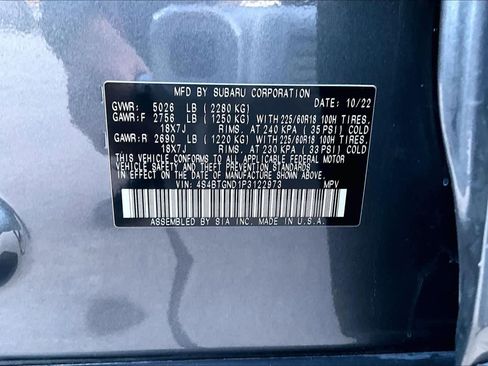 MFD BY SUBARU CORPORATION
GVWR: 5026 LB (2280 KG) DATE: 10/22
GAWR:F 2756 LB (1250 KG) WITH 225/60R18 100H TIRES,
18X7J RIMS, AT 240 KPA (35 PSI) COLD
GAWR:R 2690 LB (1220 KG) WITH 225/60R18 100H TIRES,
18X7J RIMS, AT 230 KPA (33 PSI) COLD
THIS VEHICLE CONFORMS TO ALL APPLICABLE FEDERAL MOTOR
VEHICLE SAFETY AND THEFT PREVENTION STANDARDS IN EFFECT
ON THE DATE OF MANUFACTURE SHOWN ABOVE.
VIN: 4S4BTGND1P3122973 MPV
ASSEMBLED BY SIA INC. MADE IN U.S.A.